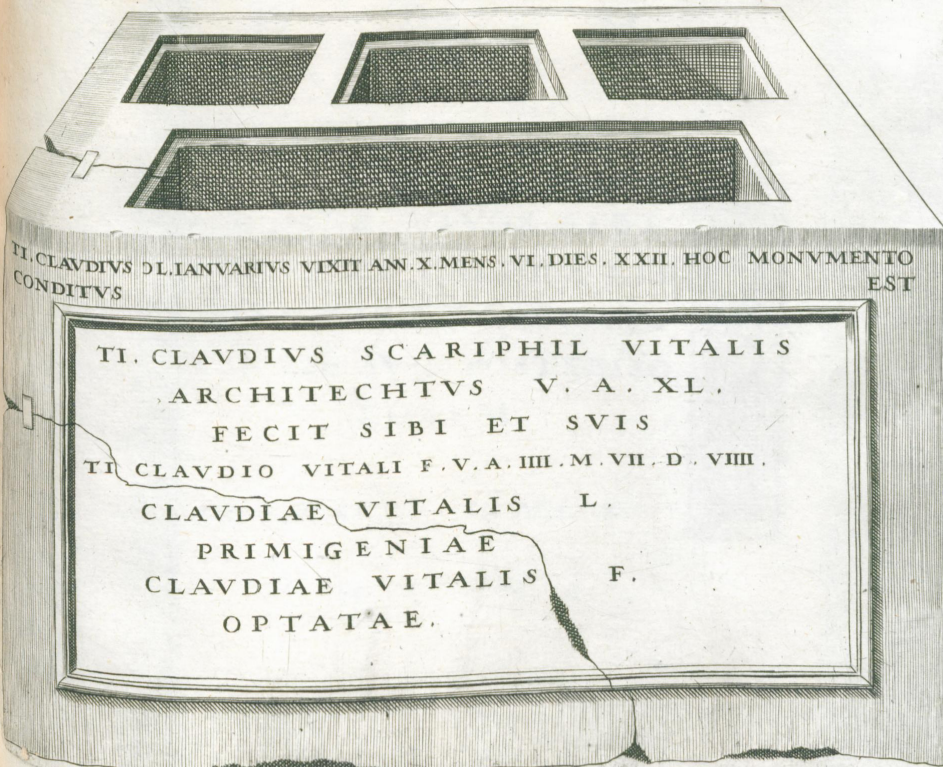 TI. CLAVDIVS ƆL. IANVARIVS VIXIT ANN. X. MENS. VI. DIES. XXII. HOC MONVMENTO
CONDITVS EST
TI. CLAVDIVS SCARIPHIL VITALIS
ARCHITECHTVS V. A. XL.
FECIT SIBI ET SVIS
TI CLAVDIO VITALI F. V. A. IIII. M. VII. D. VIIII.
CLAVDIAE VITALIS L.
PRIMIGENIAE
CLAVDIAE VITALIS F.
OPTATAE.